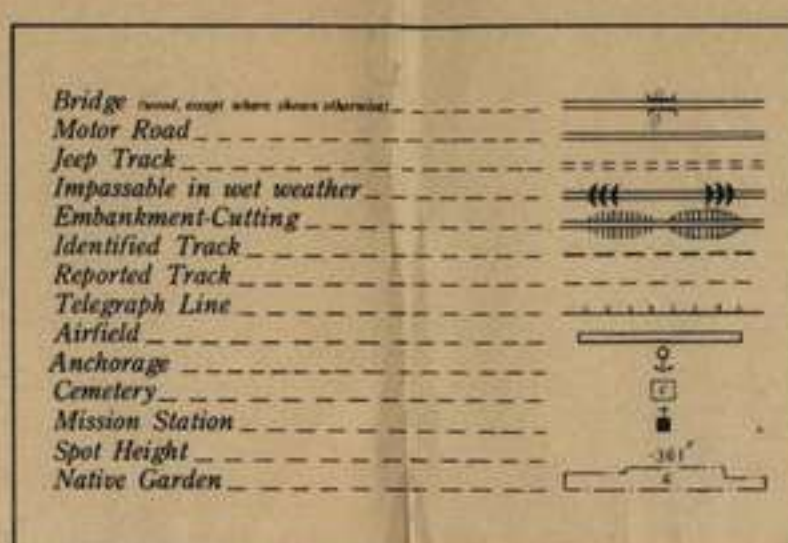 Bridge (wood, except where shown otherwise)
Motor Road
Jeep Track
Impassable in wet weather
Embankment-Cutting
Identified Track
Reported Track
Telegraph Line
Airfield
Anchorage
Cemetery
Mission Station
Spot Height
Native Garden